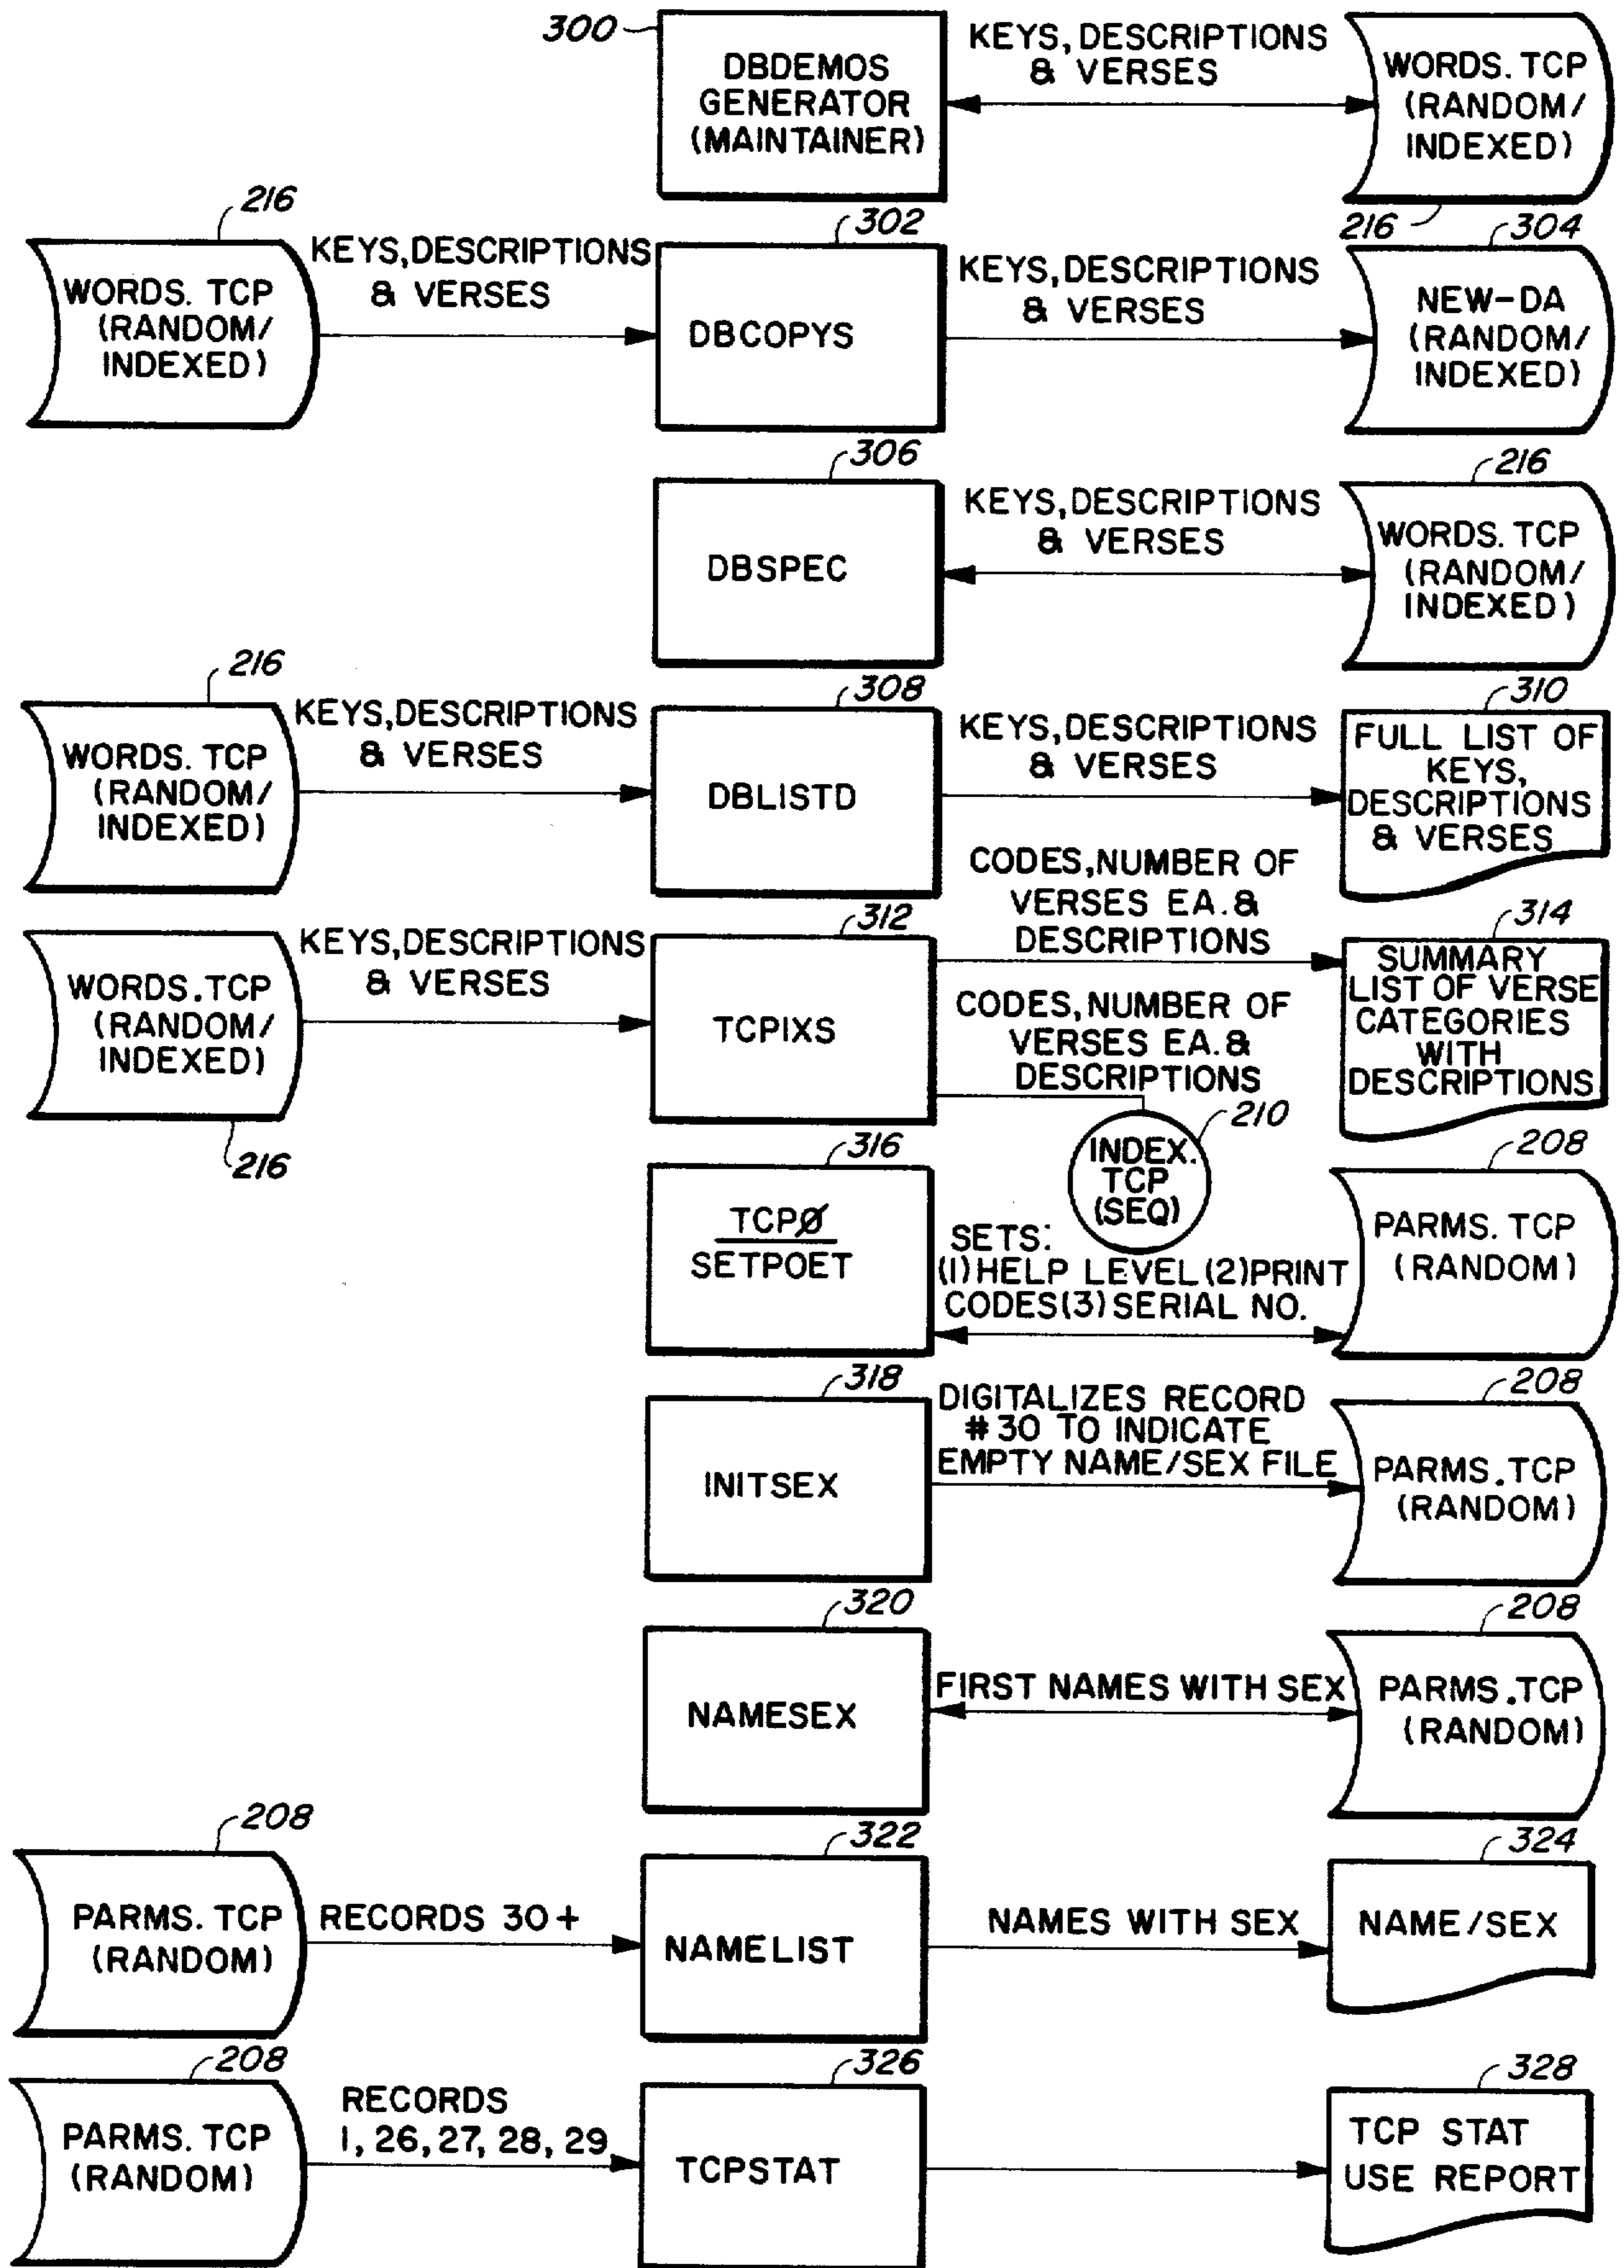 300
DBDEMOS
GENERATOR
(MAINTAINER)
KEYS, DESCRIPTIONS
& VERSES
WORDS. TCP
(RANDOM/
INDEXED)
216
216
WORDS. TCP
(RANDOM/
INDEXED)
KEYS, DESCRIPTIONS
& VERSES
302
DBCOPYS
KEYS, DESCRIPTIONS
& VERSES
304
NEW-DA
(RANDOM/
INDEXED)
306
DBSPEC
KEYS, DESCRIPTIONS
& VERSES
216
WORDS. TCP
(RANDOM/
INDEXED)
216
WORDS. TCP
(RANDOM/
INDEXED)
KEYS, DESCRIPTIONS
& VERSES
308
DBLISTD
KEYS, DESCRIPTIONS
& VERSES
310
FULL LIST OF
KEYS,
DESCRIPTIONS
& VERSES
WORDS. TCP
(RANDOM/
INDEXED)
216
KEYS, DESCRIPTIONS
& VERSES
312
TCPIXS
CODES, NUMBER OF
VERSES EA. &
DESCRIPTIONS
314
SUMMARY
LIST OF VERSE
CATEGORIES
WITH
DESCRIPTIONS
CODES, NUMBER OF
VERSES EA. &
DESCRIPTIONS
210
INDEX.
TCP
(SEQ)
316
TCPØ
SETPOET
SETS:
(1) HELP LEVEL (2) PRINT
CODES (3) SERIAL NO.
208
PARMS. TCP
(RANDOM)
318
INITSEX
DIGITALIZES RECORD
#30 TO INDICATE
EMPTY NAME/SEX FILE
208
PARMS. TCP
(RANDOM)
320
NAMESEX
FIRST NAMES WITH SEX
208
PARMS. TCP
(RANDOM)
208
PARMS. TCP
(RANDOM)
RECORDS 30+
322
NAMELIST
NAMES WITH SEX
324
NAME/SEX
208
PARMS. TCP
(RANDOM)
RECORDS
1, 26, 27, 28, 29
326
TCPSTAT
328
TCP STAT
USE REPORT